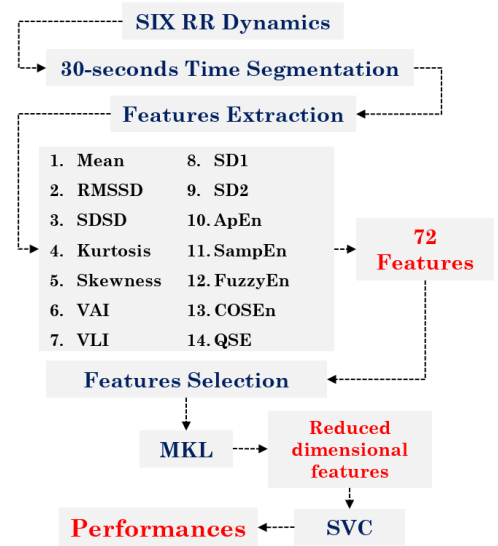 SIX RR Dynamics
30-seconds Time Segmentation
Features Extraction
1. Mean
2. RMSSD
3. SDSD
4. Kurtosis
5. Skewness
6. VAI
7. VLI
8. SD1
9. SD2
10. ApEn
11. SampEn
12. FuzzyEn
13. COSEn
14. QSE
72
Features
Features Selection
MKL
Reduced
dimensional
features
SVC
Performances